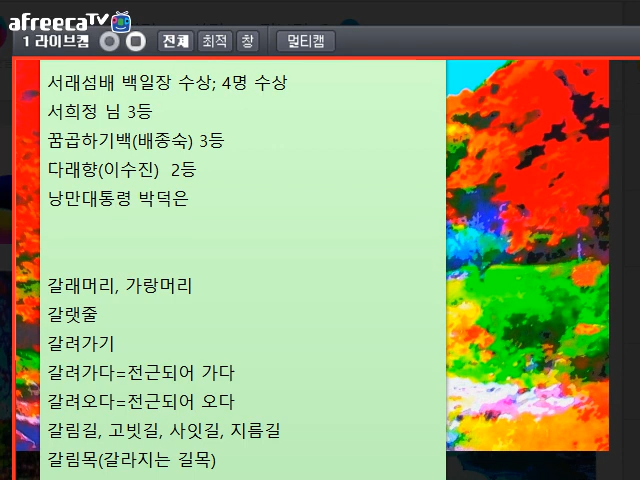 afreecaTV
1 라이브캠 전체 최적 창 멀티캠
서래섬배 백일장 수상; 4명 수상
서희정 님 3등
꿈곱하기백(배종숙) 3등
다래향(이수진) 2등
낭만대통령 박덕은
갈래머리, 가랑머리
갈랫줄
갈려가기
갈려가다=전근되어 가다
갈려오다=전근되어 오다
갈림길, 고빗길, 사잇길, 지름길
갈림목(갈라지는 길목)